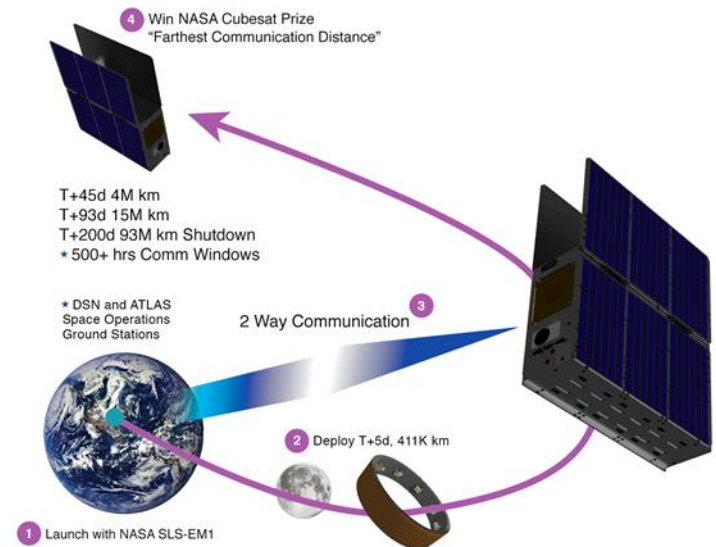 4 Win NASA Cubesat Prize
"Farthest Communication Distance"
T+45d 4M km
T+93d 15M km
T+200d 93M km Shutdown
★ 500+ hrs Comm Windows
★ DSN and ATLAS
Space Operations
Ground Stations
2 Way Communication 3
2 Deploy T+5d, 411K km
1 Launch with NASA SLS-EM1